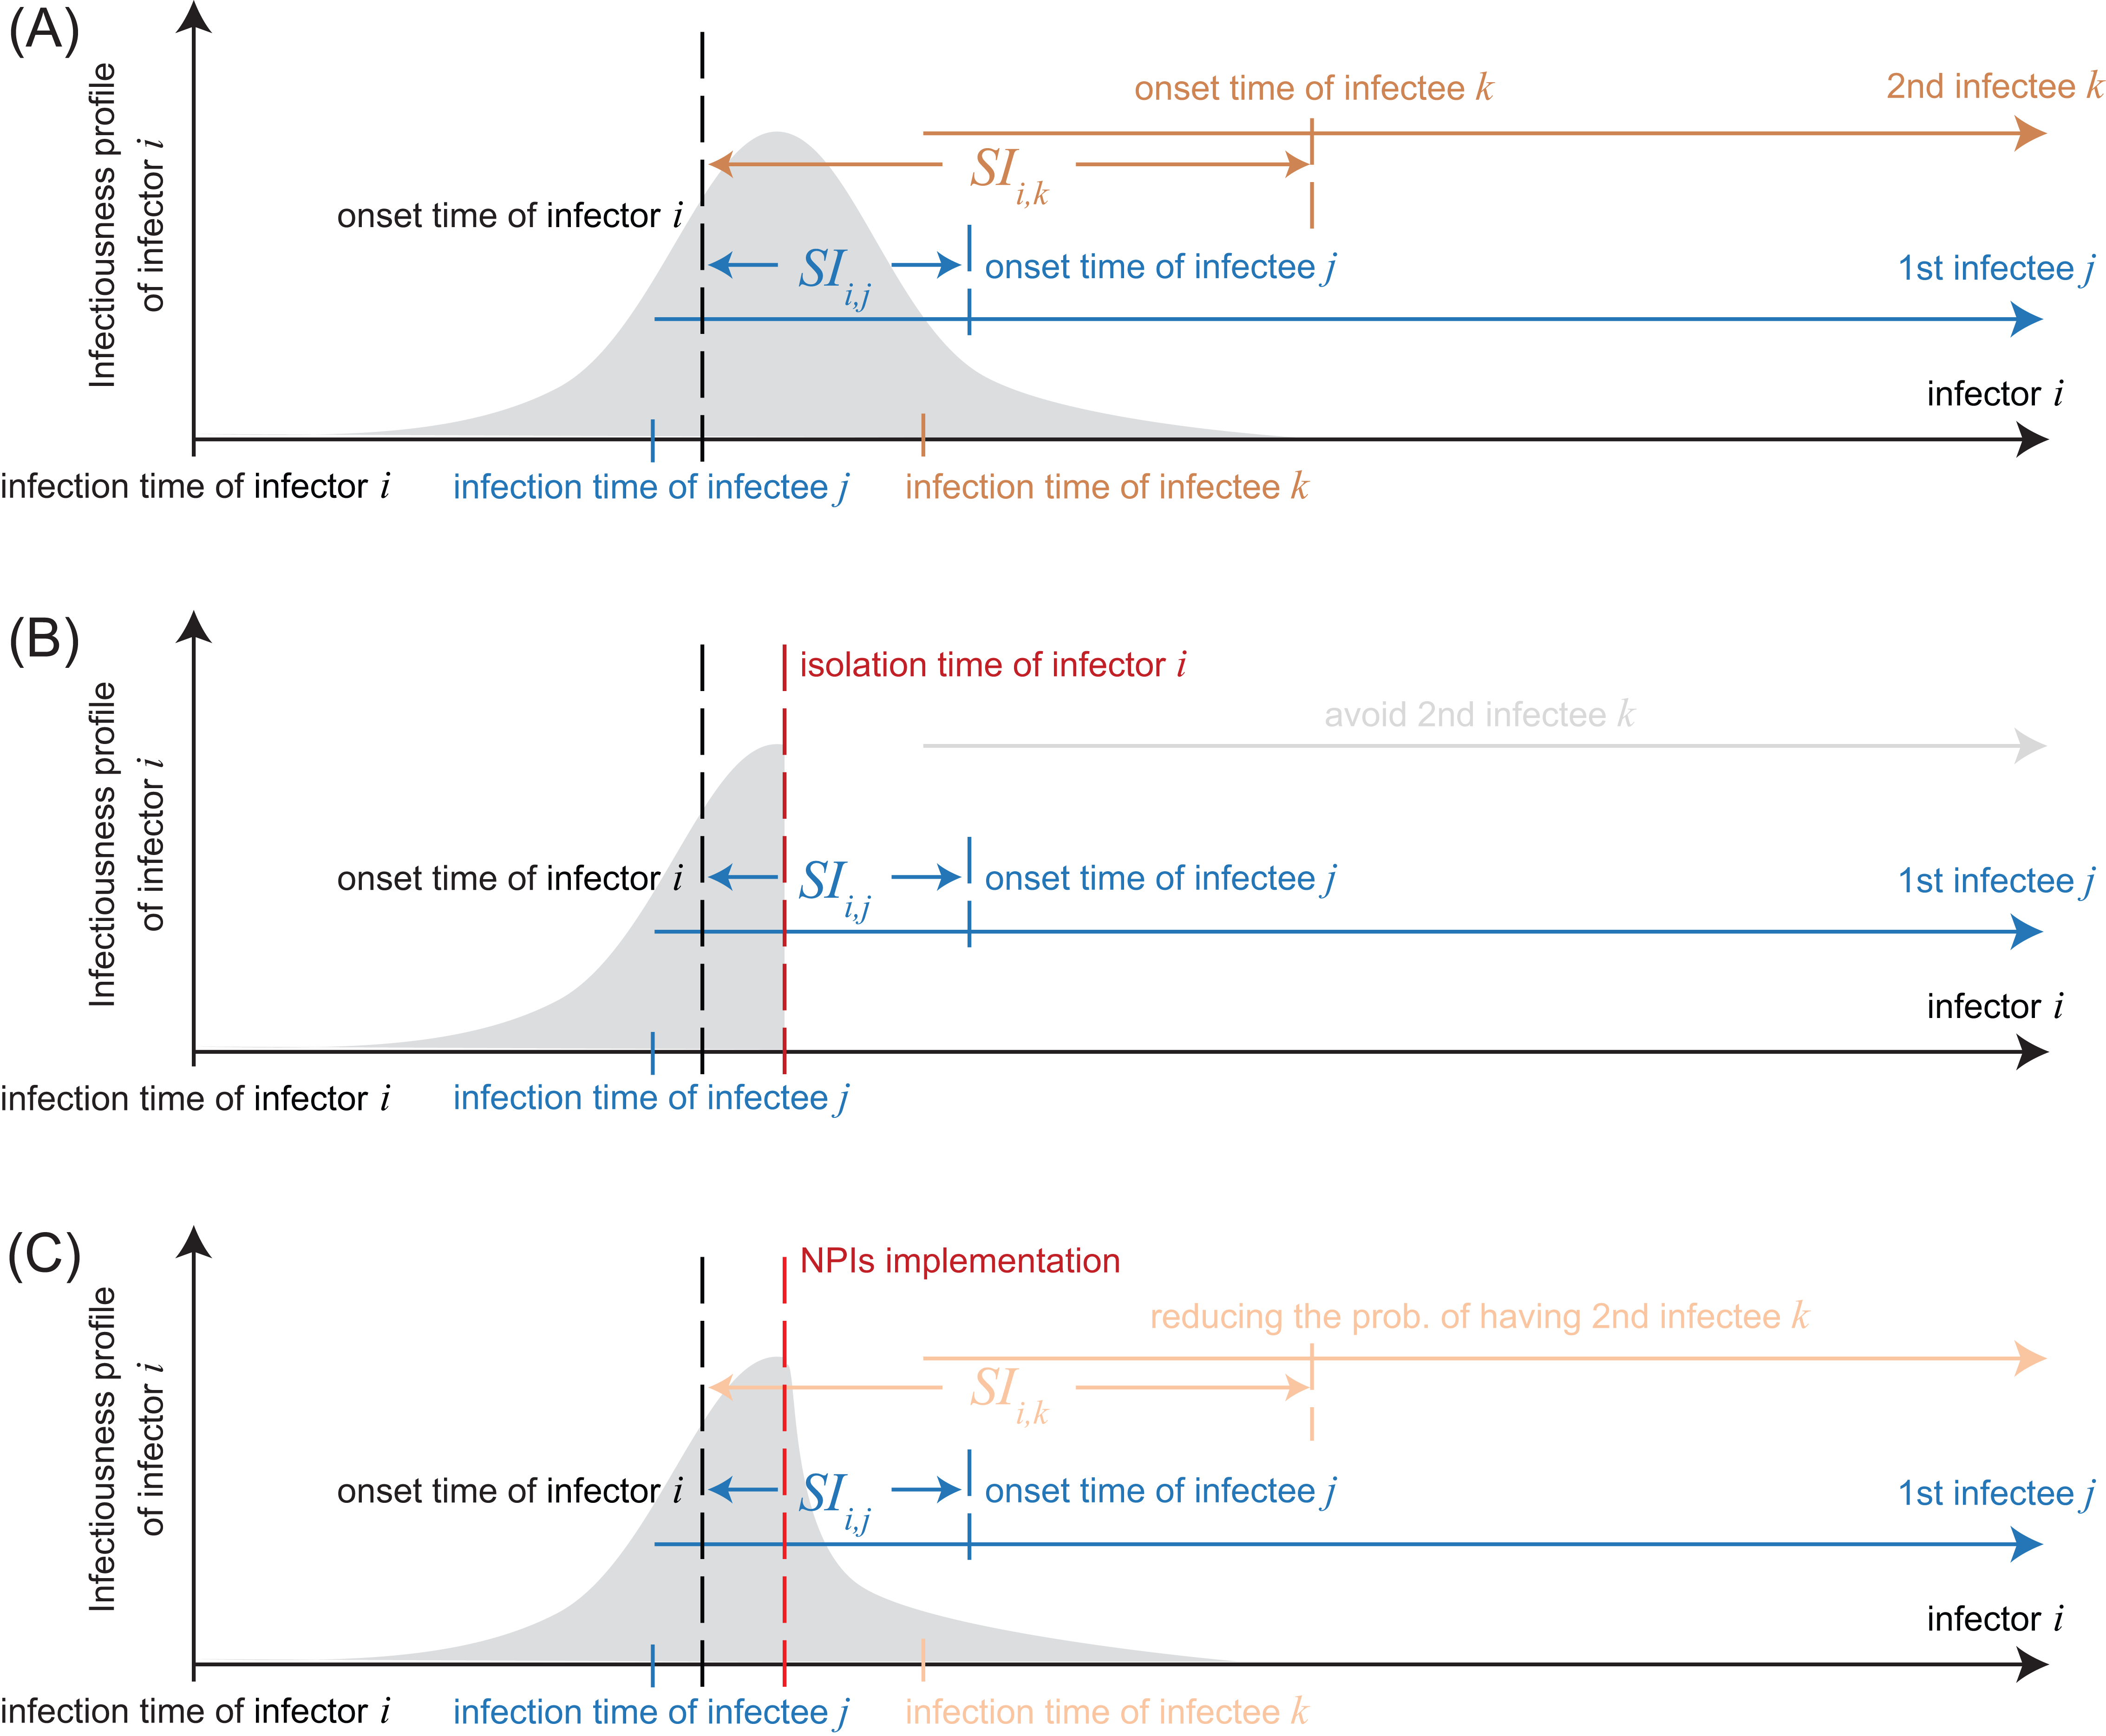 (A)
Infectiousness profile
of infector i
onset time of infectee k
2nd infectee k
SI i,k
onset time of infector i
SI i,j
onset time of infectee j
1st infectee j
infector i
infection time of infector i
infection time of infectee j
infection time of infectee k
(B)
Infectiousness profile
of infector i
isolation time of infector i
avoid 2nd infectee k
onset time of infector i
SI i,j
onset time of infectee j
1st infectee j
infector i
infection time of infector i
infection time of infectee j
(C)
Infectiousness profile
of infector i
NPIs implementation
reducing the prob. of having 2nd infectee k
SI i,k
onset time of infector i
SI i,j
onset time of infectee j
1st infectee j
infector i
infection time of infector i
infection time of infectee j
infection time of infectee k